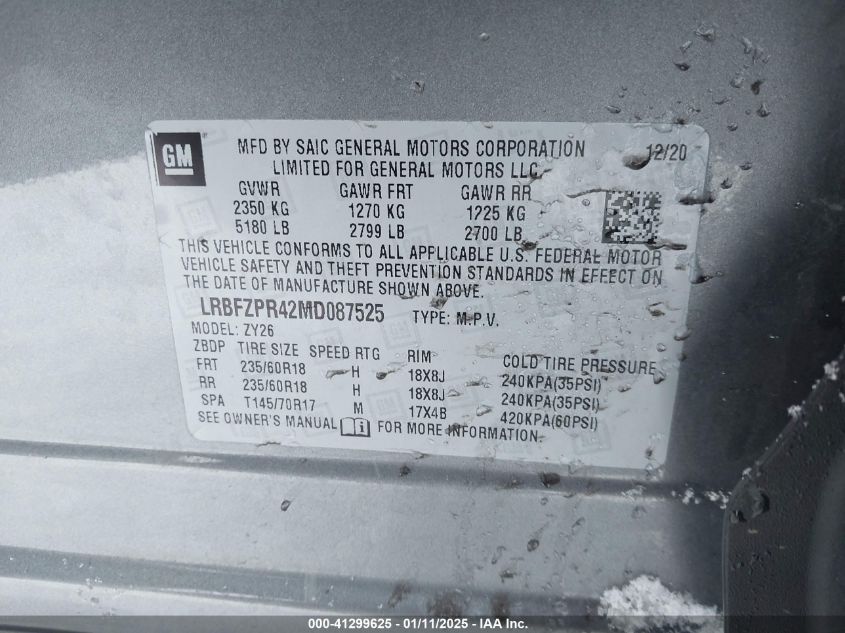 GM
MFD BY SAIC GENERAL MOTORS CORPORATION 12/20
LIMITED FOR GENERAL MOTORS LLC.
GVWR GAWR FRT GAWR RR
2350 KG 1270 KG 1225 KG
5180 LB 2799 LB 2700 LB
THIS VEHICLE CONFORMS TO ALL APPLICABLE U.S. FEDERAL MOTOR
VEHICLE SAFETY AND THEFT PREVENTION STANDARDS IN EFFECT ON
THE DATE OF MANUFACTURE SHOWN ABOVE.
LRBFZPR42MD087525 TYPE: M.P.V.
MODEL: ZY26
ZBDP TIRE SIZE SPEED RTG RIM COLD TIRE PRESSURE
FRT 235/60R18 H 18X8J 240KPA(35PSI)
RR 235/60R18 H 18X8J 240KPA(35PSI)
SPA T145/70R17 M 17X4B 420KPA(60PSI)
SEE OWNER'S MANUAL FOR MORE INFORMATION.
000-41299625 - 01/11/2025 - IAA Inc.